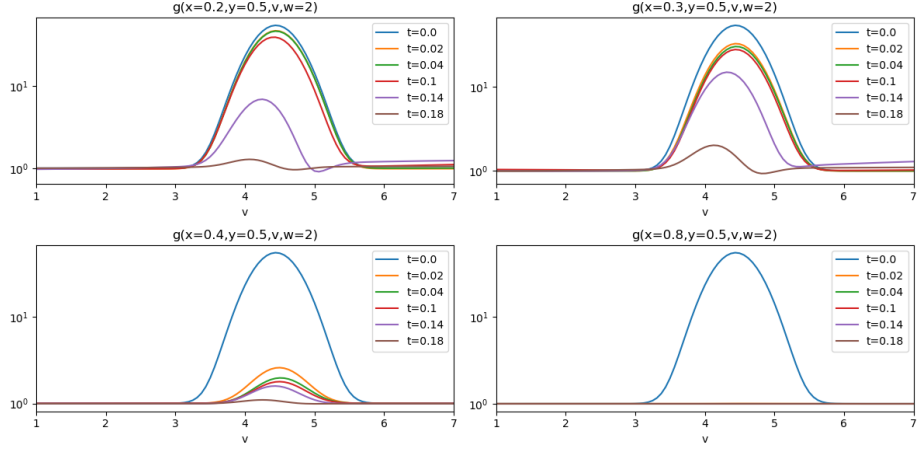 g(x=0.2,y=0.5,v,w=2)
10¹
10⁰
t=0.0
t=0.02
t=0.04
t=0.1
t=0.14
t=0.18
1 2 3 4 5 6 7
v
g(x=0.3,y=0.5,v,w=2)
10¹
10⁰
t=0.0
t=0.02
t=0.04
t=0.1
t=0.14
t=0.18
1 2 3 4 5 6 7
v
g(x=0.4,y=0.5,v,w=2)
10¹
10⁰
t=0.0
t=0.02
t=0.04
t=0.1
t=0.14
t=0.18
1 2 3 4 5 6 7
v
g(x=0.8,y=0.5,v,w=2)
10¹
10⁰
t=0.0
t=0.02
t=0.04
t=0.1
t=0.14
t=0.18
1 2 3 4 5 6 7
v